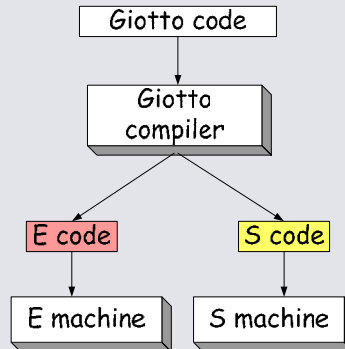 Giotto code
Giotto
compiler
E code
S code
E machine
S machine